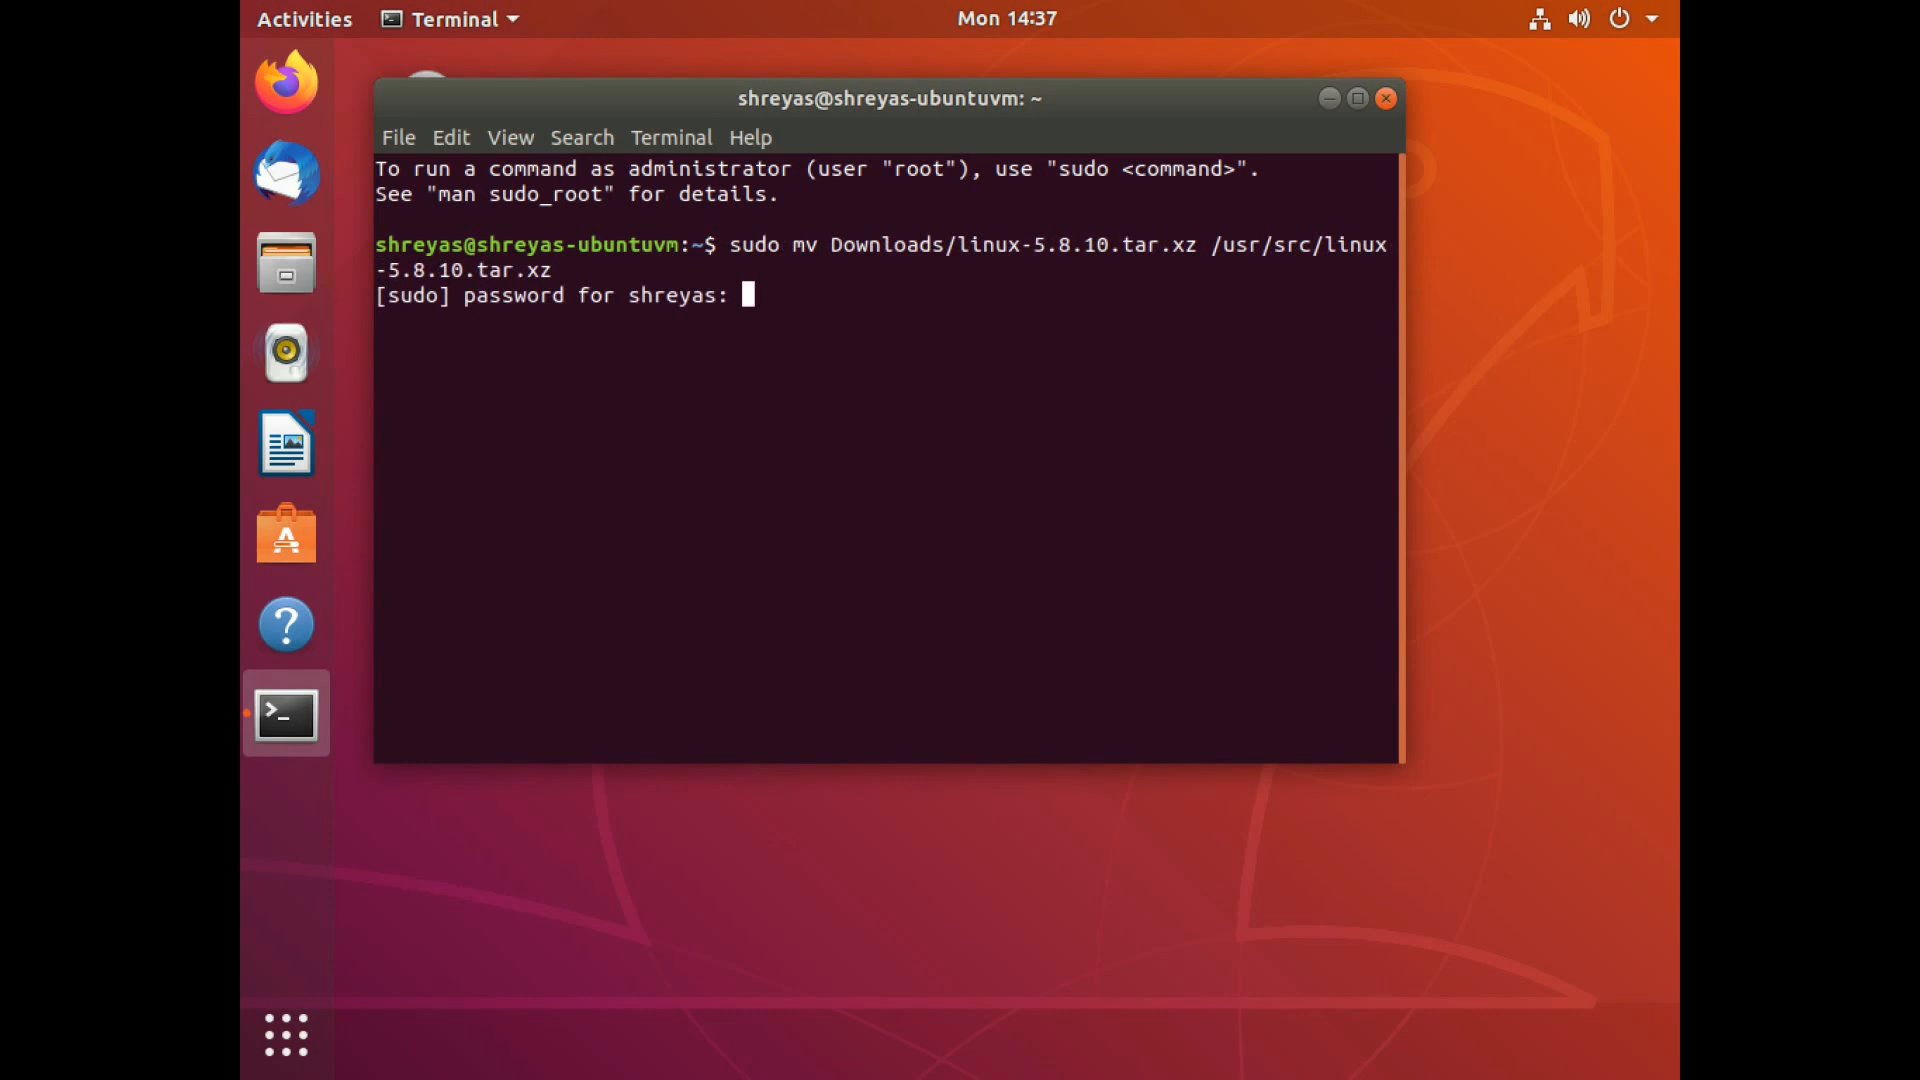 Activities Terminal Mon 14:37
shreyas@shreyas-ubuntuvm: ~
File Edit View Search Terminal Help
To run a command as administrator (user "root"), use "sudo <command>".
See "man sudo_root" for details.
shreyas@shreyas-ubuntuvm:~$ sudo mv Downloads/linux-5.8.10.tar.xz /usr/src/linux
-5.8.10.tar.xz
[sudo] password for shreyas: